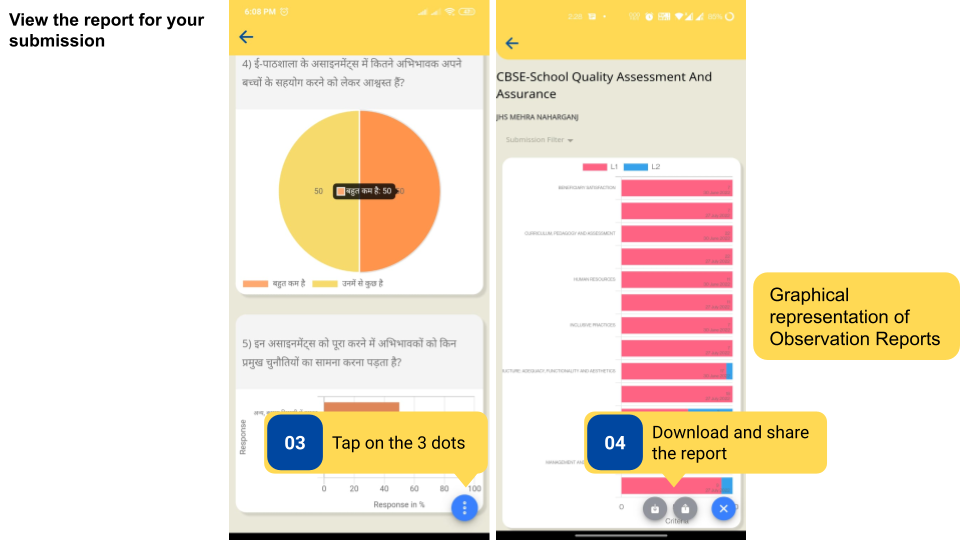 View the report for your
submission
6:08 PM
4) ई-पाठशाला के असाइनमेंट्स में कितने अभिभावक अपने
बच्चों के सहयोग करने को लेकर आश्वस्त हैं?
50
बहुत कम है: 50
बहुत कम है
उनमें से कुछ है
5) इन असाइनमेंट्स को पूरा करने में अभिभावकों को किन
प्रमुख चुनौतियों का सामना करना पड़ता है?
Response
0 20 40 60 80 100
Response in %
03
Tap on the 3 dots
CBSE-School Quality Assessment And
Assurance
JHS MEHRA NAHARGANJ
Submission Filter
L1 L2
BENEFICIARY SATISFACTION
CURRICULUM, PEDAGOGY AND ASSESSMENT
HUMAN RESOURCES
INCLUSIVE PRACTICES
ADEQUACY, FUNCTIONALITY AND AESTHETICS
MANAGEMENT AND
0
Criteria
04
Download and share
the report
Graphical
representation of
Observation Reports